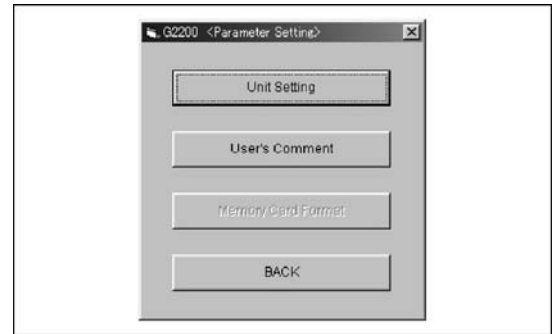 G2200 <Parameter Setting>
Unit Setting
User's Comment
Memory Card Format
BACK